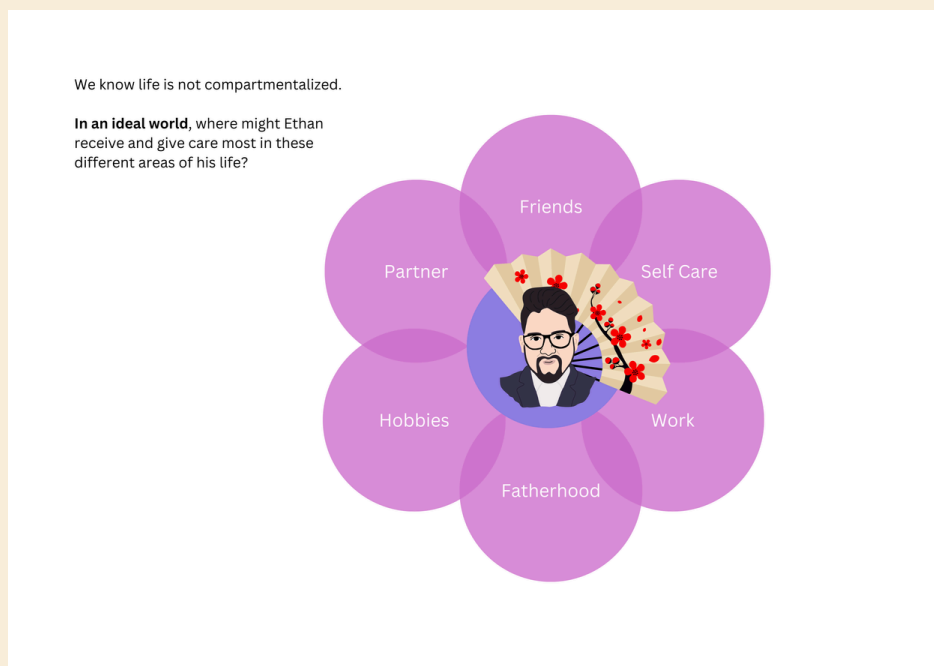 We know life is not compartmentalized.
In an ideal world, where might Ethan
receive and give care most in these
different areas of his life?
Friends
Partner
Self Care
Hobbies
Work
Fatherhood